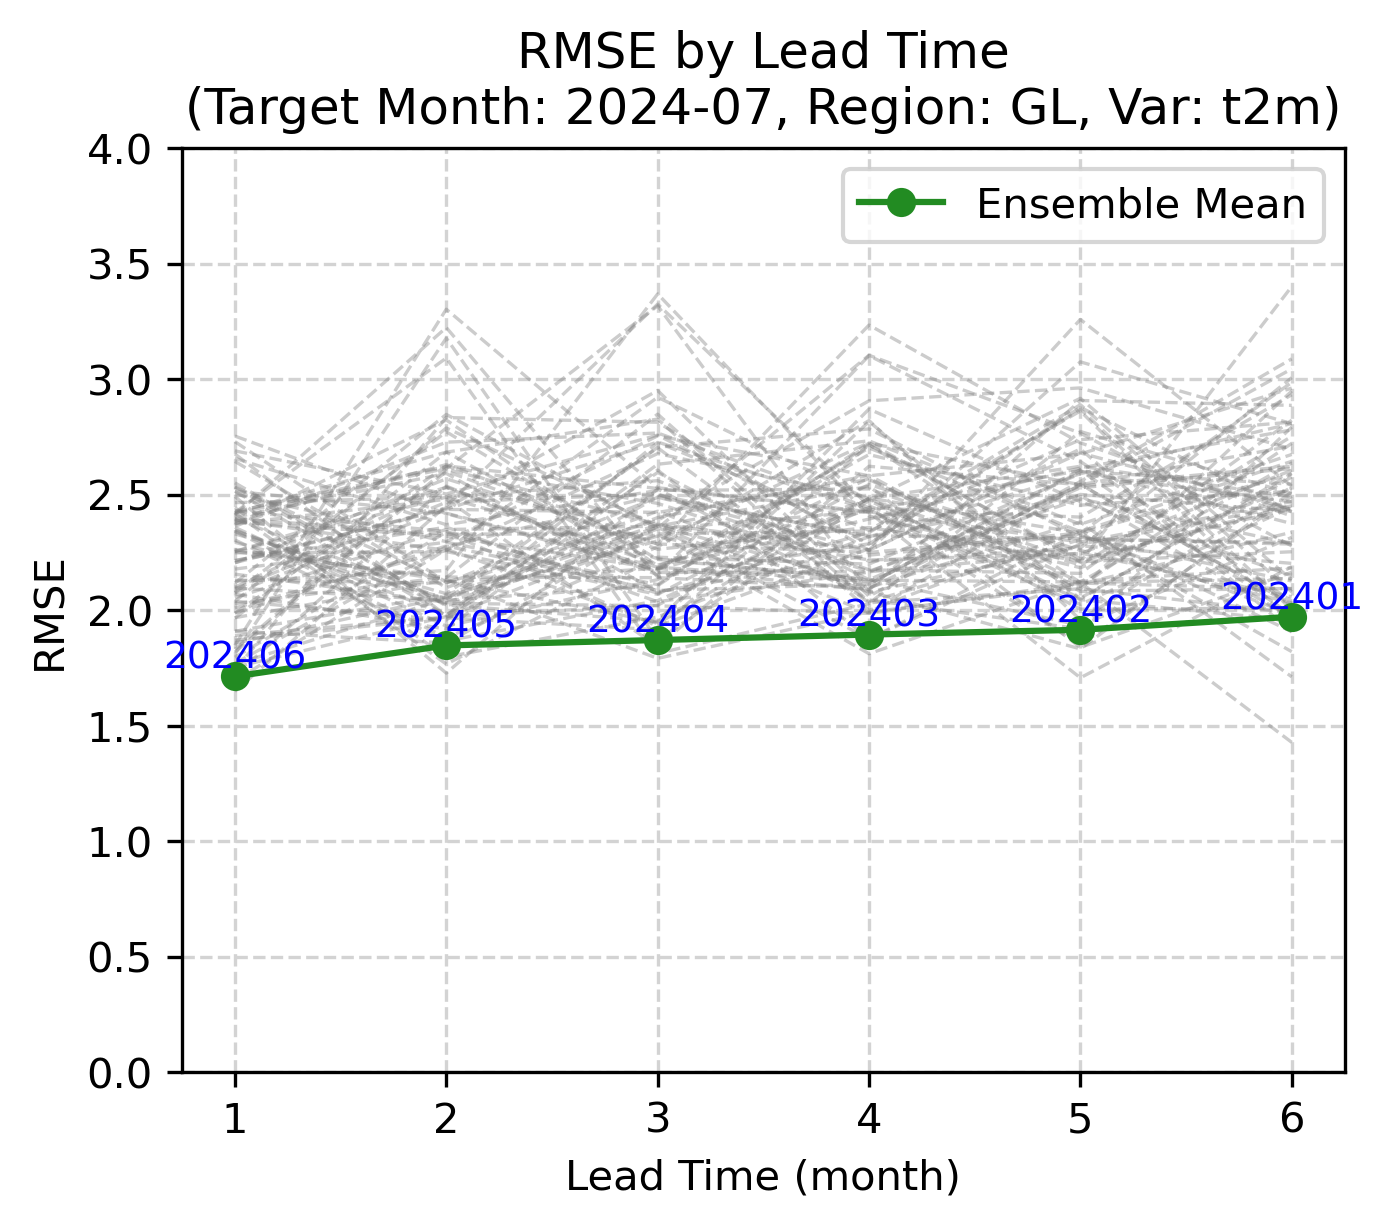 RMSE by Lead Time
(Target Month: 2024-07, Region: GL, Var: t2m)
Ensemble Mean
RMSE
4.0
3.5
3.0
2.5
2.0
1.5
1.0
0.5
0.0
202406
202405
202404
202403
202402
202401
1 2 3 4 5 6
Lead Time (month)